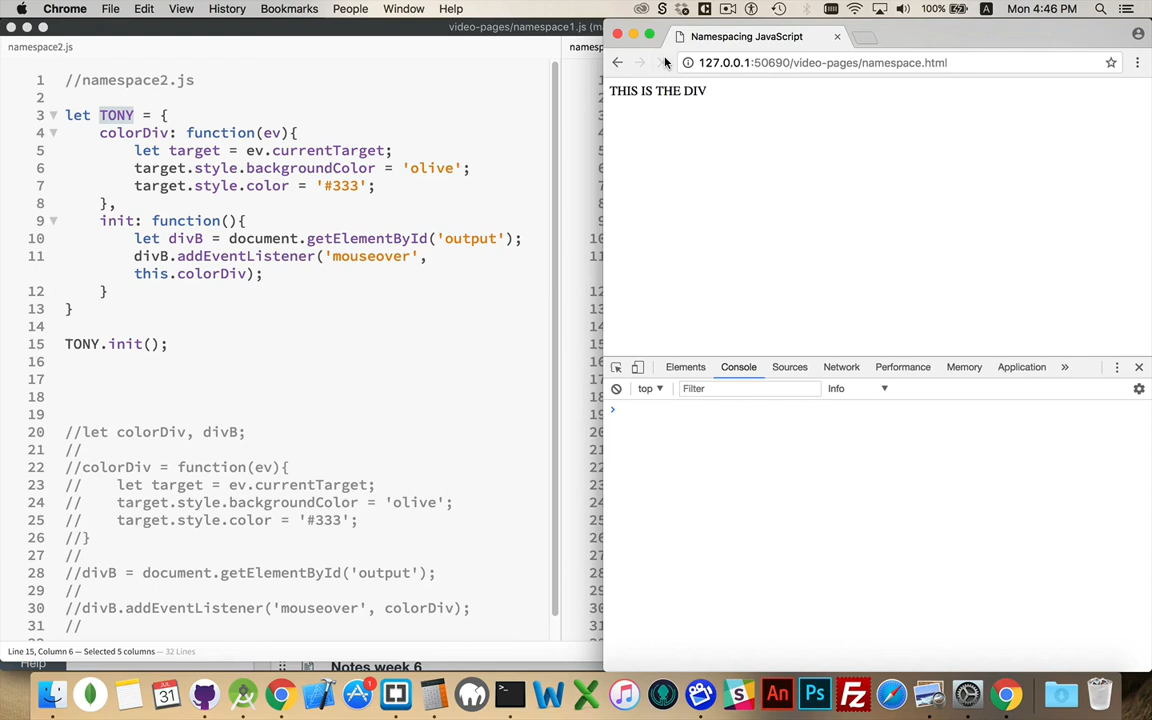 Chrome File Edit View History Bookmarks People Window Help
100% Mon 4:46 PM
video-pages/namespace1.js (m
namespace2.js
names
1 //namespace2.js
2
3 let TONY = {
4 colorDiv: function(ev){
5 let target = ev.currentTarget;
6 target.style.backgroundColor = 'olive';
7 target.style.color = '#333';
8 },
9 init: function(){
10 let divB = document.getElementById('output');
11 divB.addEventListener('mouseover',
this.colorDiv);
12 }
13 }
14
15 TONY.init();
16
17
18
19
20 //let colorDiv, divB;
21 //
22 //colorDiv = function(ev){
23 // let target = ev.currentTarget;
24 // target.style.backgroundColor = 'olive';
25 // target.style.color = '#333';
26 //}
27 //
28 //divB = document.getElementById('output');
29 //
30 //divB.addEventListener('mouseover', colorDiv);
31 //
Line 15, Column 6 — Selected 5 columns — 32 Lines
Help
Notes week 6
Namespacing JavaScript
127.0.0.1:50690/video-pages/namespace.html
THIS IS THE DIV
Elements Console Sources Network Performance Memory Application
top Filter Info